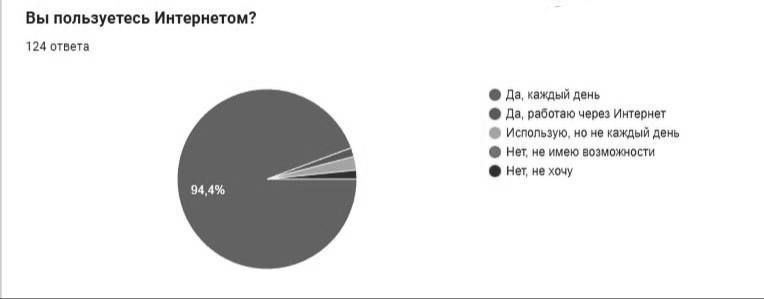 Вы пользуетесь Интернетом?
124 ответа
94,4%
Да, каждый день
Да, работаю через Интернет
Использую, но не каждый день
Нет, не имею возможности
Нет, не хочу